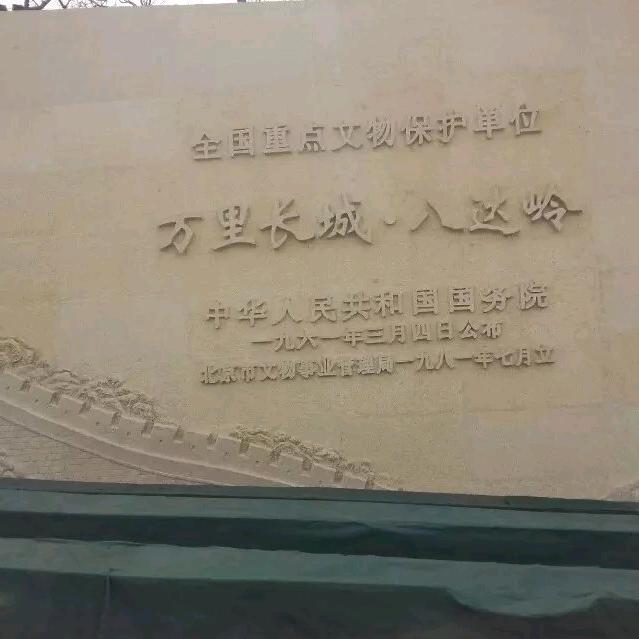 全国重点文物保护单位
万里长城·八达岭
中华人民共和国国务院
一九六一年三月四日公布
北京市文物事业管理局一九八一年七月立